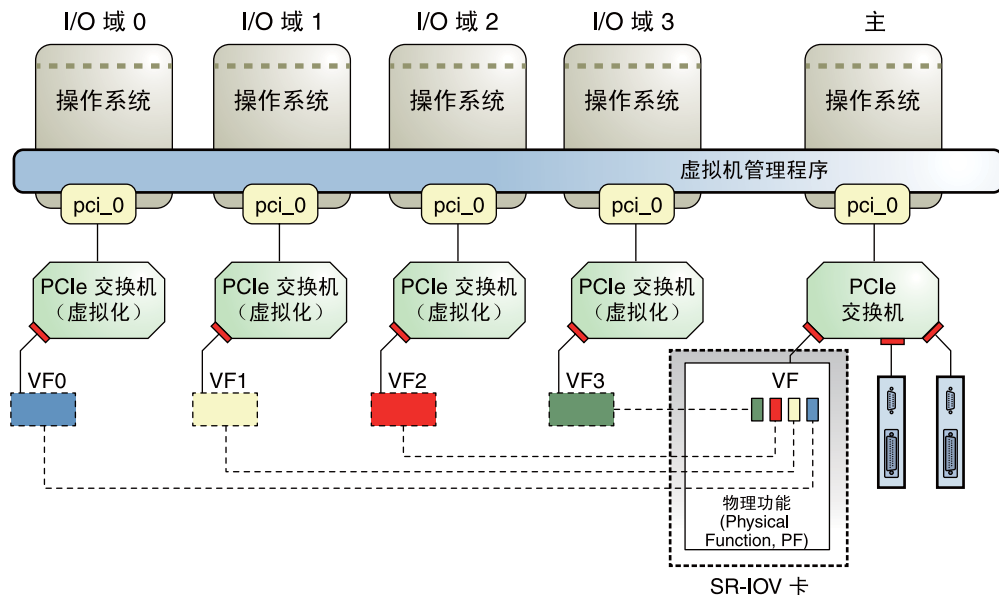 I/O 域 0
I/O 域 1
I/O 域 2
I/O 域 3
主
操作系统
操作系统
操作系统
操作系统
操作系统
虚拟机管理程序
pci_0
pci_0
pci_0
pci_0
pci_0
PCIe 交换机
（虚拟化）
PCIe 交换机
（虚拟化）
PCIe 交换机
（虚拟化）
PCIe 交换机
（虚拟化）
PCIe
交换机
VF0
VF1
VF2
VF3
VF
物理功能
(Physical
Function, PF)
SR-IOV 卡